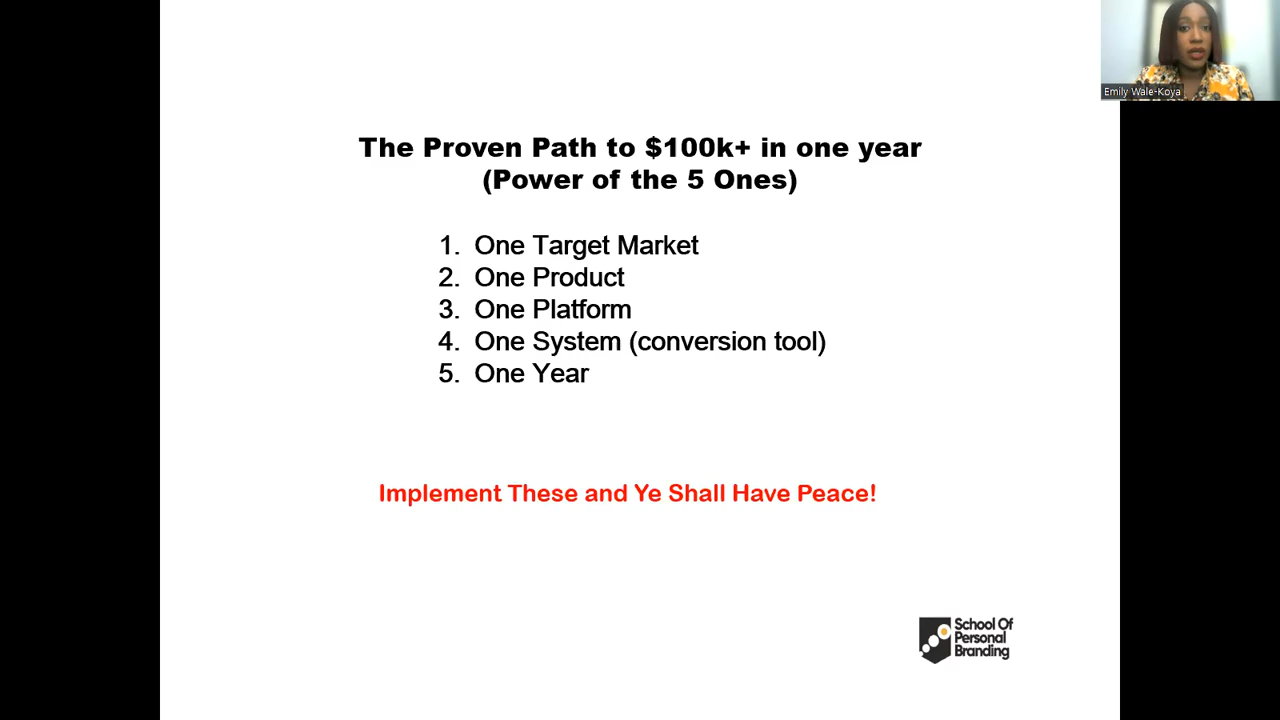 Emily Wale-Koya
The Proven Path to $100k+ in one year
(Power of the 5 Ones)
1. One Target Market
2. One Product
3. One Platform
4. One System (conversion tool)
5. One Year
Implement These and Ye Shall Have Peace!
School Of
Personal
Branding